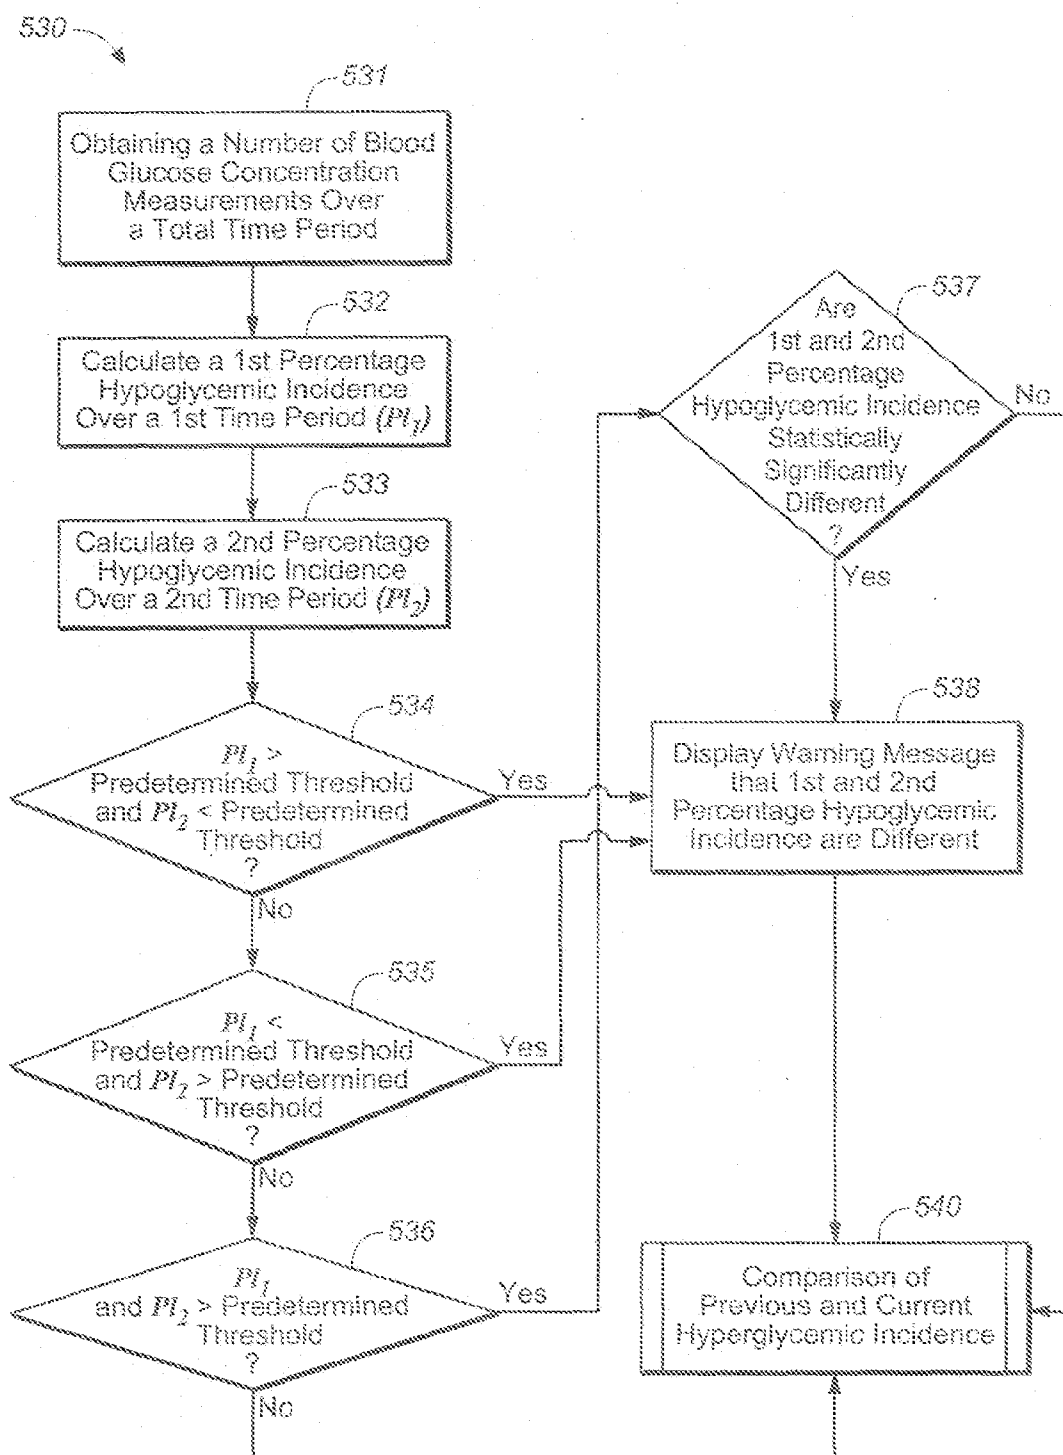 530
531
Obtaining a Number of Blood
Glucose Concentration
Measurements Over
a Total Time Period
532
Calculate a 1st Percentage
Hypoglycemic Incidence
Over a 1st Time Period (PI1)
533
Calculate a 2nd Percentage
Hypoglycemic Incidence
Over a 2nd Time Period (PI2)
534
PI1 >
Predetermined Threshold
and PI2 < Predetermined
Threshold
?
Yes
No
535
PI1 <
Predetermined Threshold
and PI2 > Predetermined
Threshold
?
Yes
No
536
PI1
and PI2 > Predetermined
Threshold
?
Yes
No
537
Are
1st and 2nd
Percentage
Hypoglycemic Incidence
Statistically
Significantly
Different
?
No
Yes
538
Display Warning Message
that 1st and 2nd
Percentage Hypoglycemic
Incidence are Different
540
Comparison of
Previous and Current
Hyperglycemic Incidence